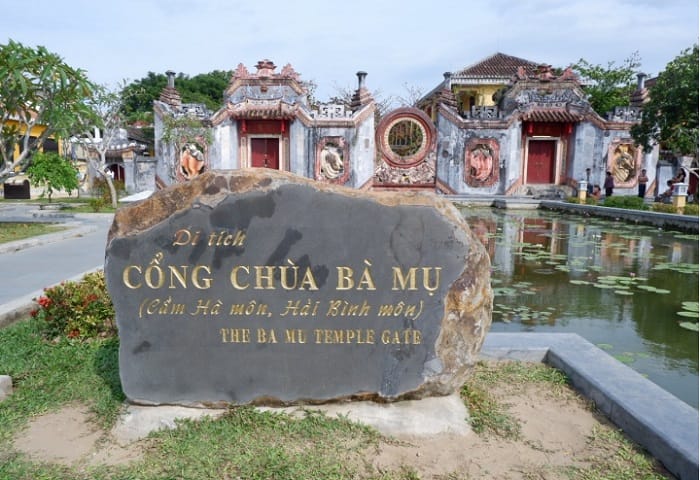 Di tích
CỔNG CHÙA BÀ MỤ
(Cẩm Hà môn, Hải Bình môn)
THE BA MU TEMPLE GATE